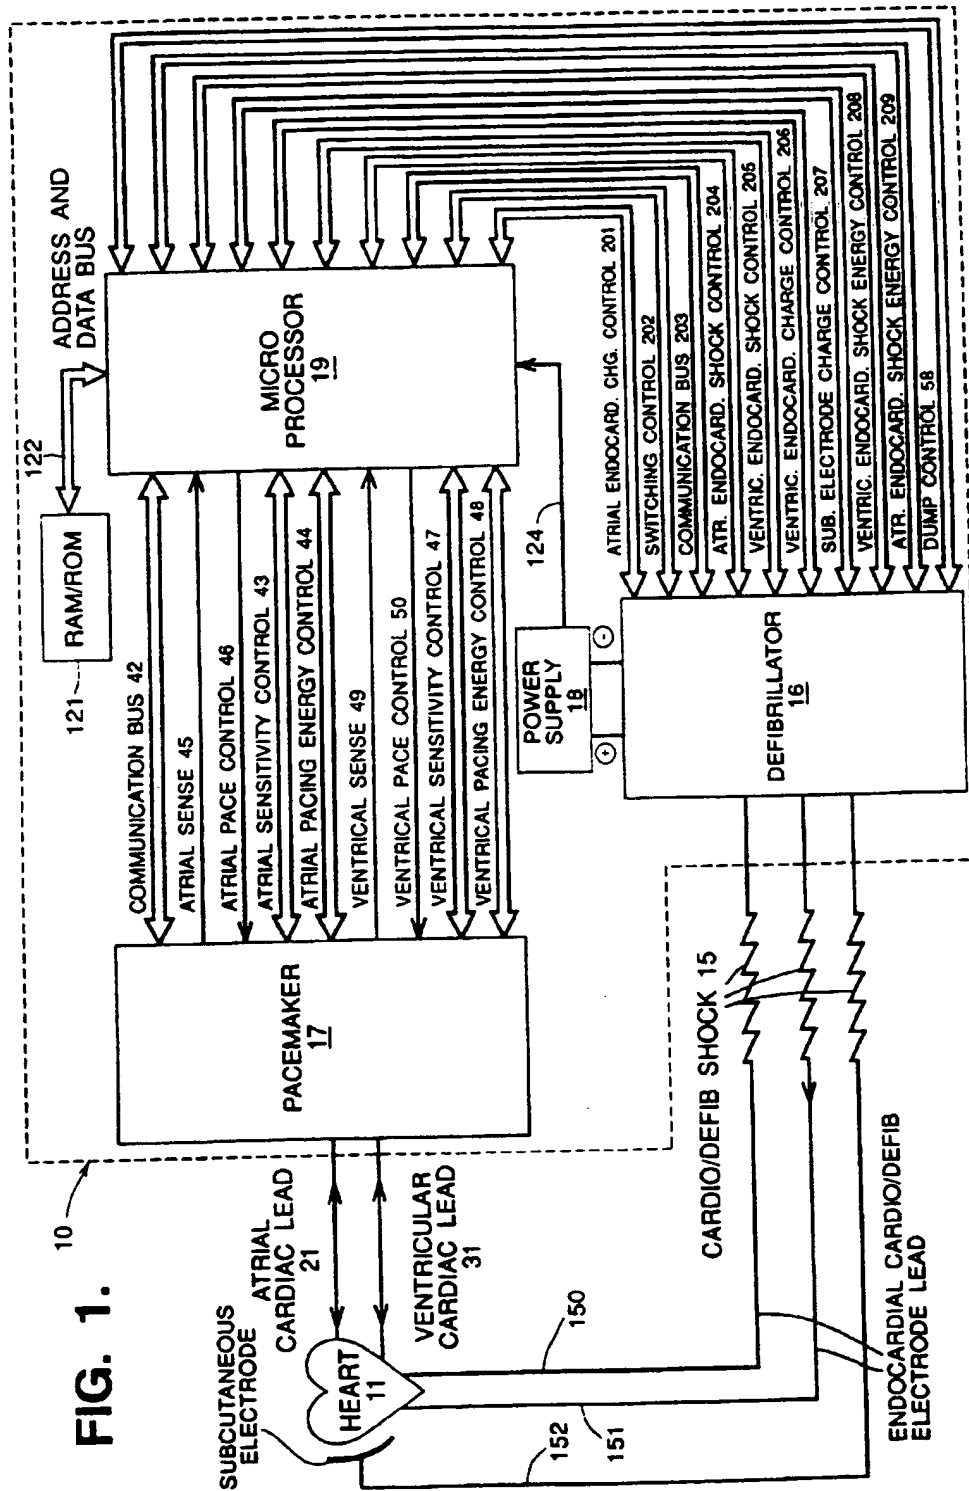 FIG. 1.
10
SUBCUTANEOUS
ELECTRODE
HEART
11
ATRIAL
CARDIAC LEAD
21
VENTRICULAR
CARDIAC LEAD
31
150
151
152
PACEMAKER
17
COMMUNICATION BUS 42
ATRIAL SENSE 45
ATRIAL PACE CONTROL 46
ATRIAL SENSITIVITY CONTROL 43
ATRIAL PACING ENERGY CONTROL 44
VENTRICAL SENSE 49
VENTRICAL PACE CONTROL 50
VENTRICAL SENSITIVITY CONTROL 47
VENTRICAL PACING ENERGY CONTROL 48
121
RAM/ROM
122
ADDRESS AND
DATA BUS
MICRO
PROCESSOR
19
124
POWER
SUPPLY
18
+
-
CARDIO/DEFIB SHOCK 15
ENDOCARDIAL CARDIO/DEFIB
ELECTRODE LEAD
DEFIBRILLATOR
16
ATRIAL ENDOCARD. CHG. CONTROL 201
SWITCHING CONTROL 202
COMMUNICATION BUS 203
ATR. ENDOCARD. SHOCK CONTROL 204
VENTRIC. ENDOCARD. SHOCK CONTROL 205
VENTRIC. ENDOCARD. CHARGE CONTROL 206
SUB. ELECTRODE CHARGE CONTROL 207
VENTRIC. ENDOCARD. SHOCK ENERGY CONTROL 208
ATR. ENDOCARD. SHOCK ENERGY CONTROL 209
DUMP CONTROL 58